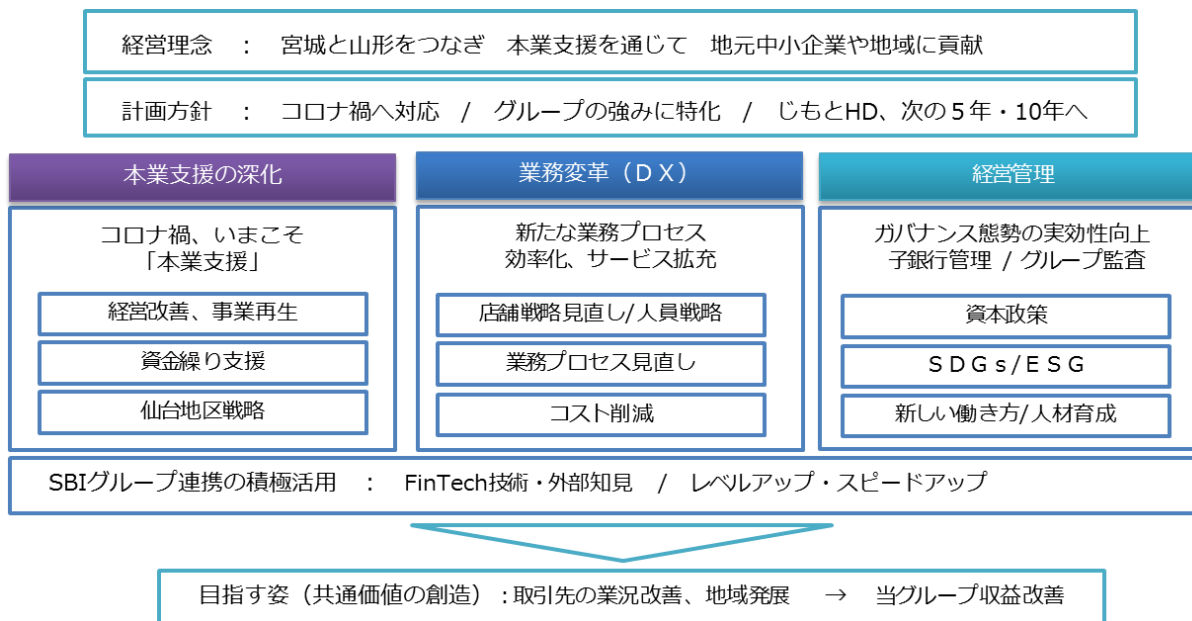 経営理念　：　宮城と山形をつなぎ　本業支援を通じて　地元中小企業や地域に貢献
計画方針　：　コロナ禍へ対応　/　グループの強みに特化　/　じもとHD、次の５年・10年へ
本業支援の深化
コロナ禍、いまこそ
「本業支援」
経営改善、事業再生
資金繰り支援
仙台地区戦略
業務変革（ＤＸ）
新たな業務プロセス
効率化、サービス拡充
店舗戦略見直し/人員戦略
業務プロセス見直し
コスト削減
経営管理
ガバナンス態勢の実効性向上
子銀行管理 / グループ監査
資本政策
ＳＤＧｓ/ＥＳＧ
新しい働き方/人材育成
SBIグループ連携の積極活用　：　FinTech技術・外部知見　/　レベルアップ・スピードアップ
目指す姿（共通価値の創造）：取引先の業況改善、地域発展　→　当グループ収益改善